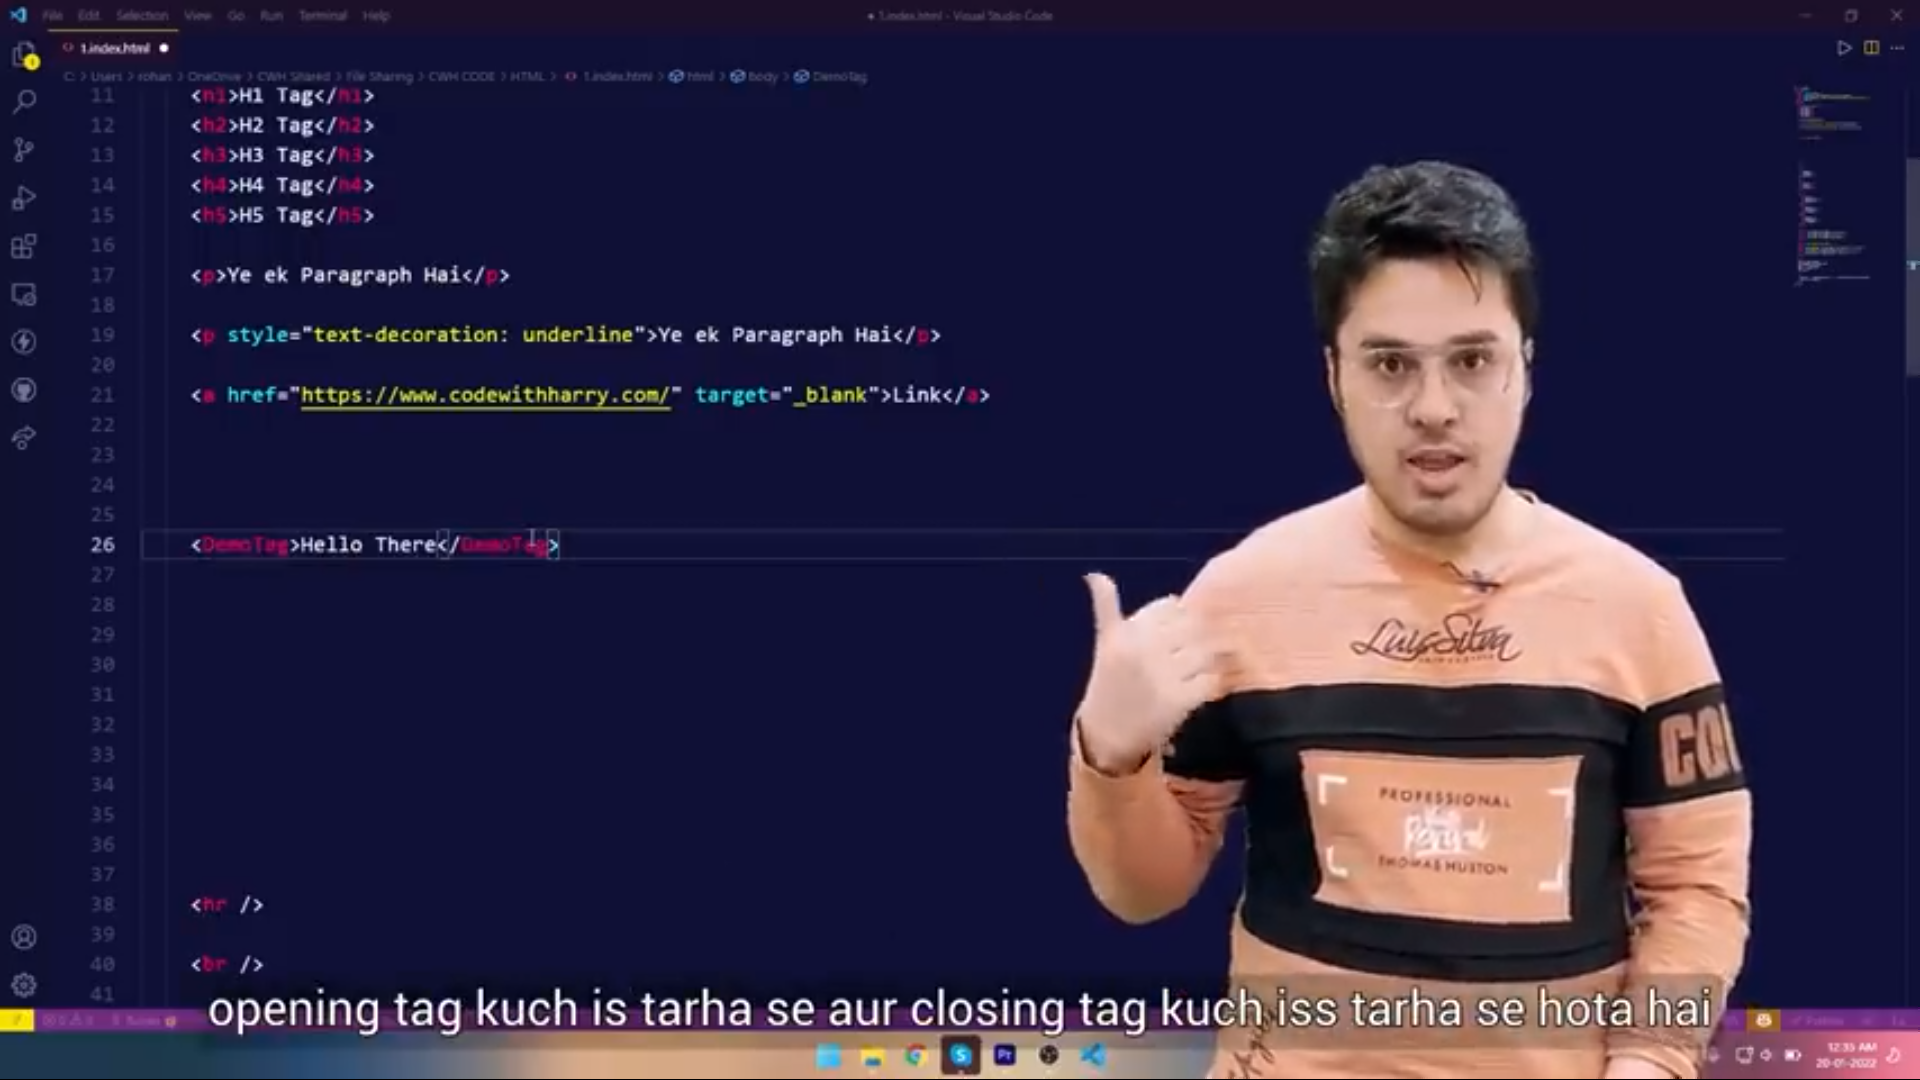 File Edit Selection View Go Run Terminal Help
● 1.index.html - Visual Studio Code
1.index.html ●
C: > Users > rohan > OneDrive > CWH Shared > File Sharing > CWH CODE > HTML > <> 1.index.html > html > body > DemoTag
11 <h1>H1 Tag</h1>
12 <h2>H2 Tag</h2>
13 <h3>H3 Tag</h3>
14 <h4>H4 Tag</h4>
15 <h5>H5 Tag</h5>
16
17 <p>Ye ek Paragraph Hai</p>
18
19 <p style="text-decoration: underline">Ye ek Paragraph Hai</p>
20
21 <a href="https://www.codewithharry.com/" target="_blank">Link</a>
22
23
24
25
26 <DemoTag>Hello There</DemoTag>
27
28
29
30
31
32
33
34
35
36
37
38 <hr />
39
40 <br />
41
Luis Silva
PROFESSIONAL
THOMAS HUSTON
opening tag kuch is tarha se aur closing tag kuch iss tarha se hota hai
12:35 AM
20-01-2022